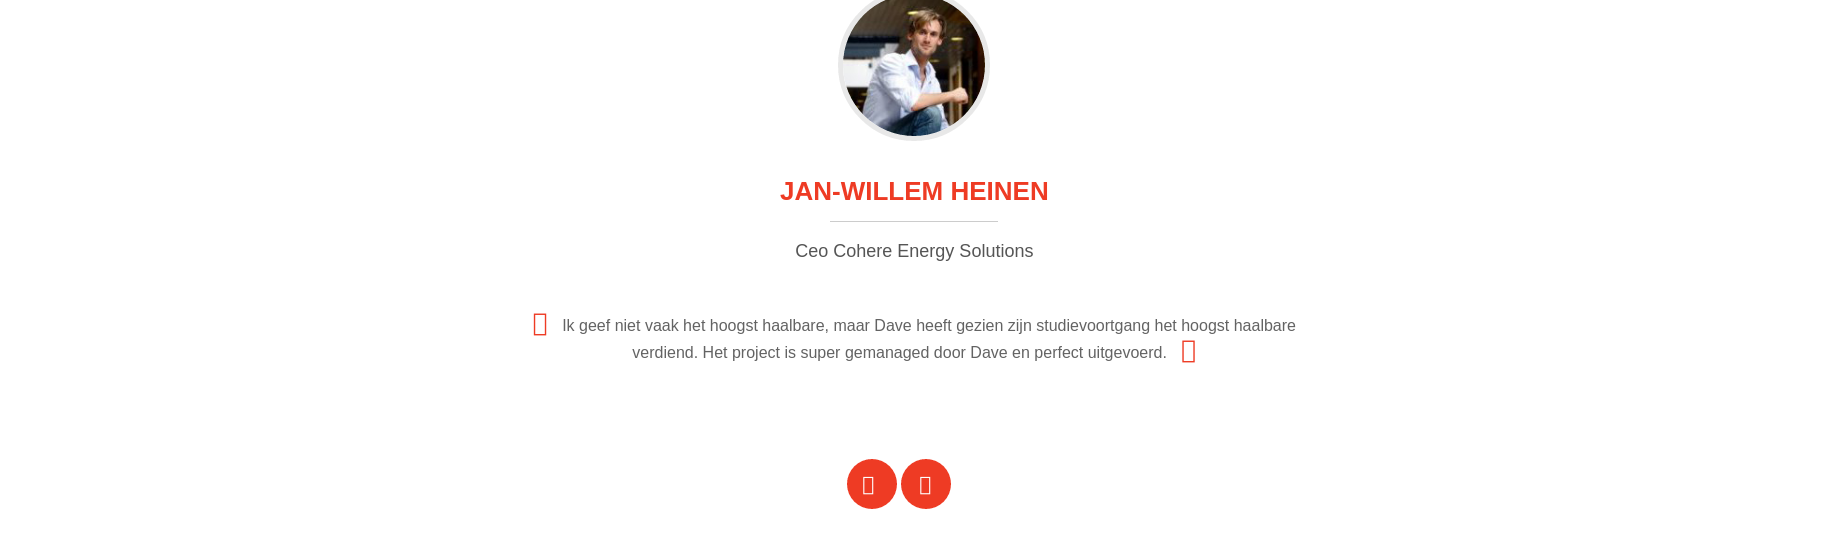 JAN-WILLEM HEINEN
Ceo Cohere Energy Solutions
Ik geef niet vaak het hoogst haalbare, maar Dave heeft gezien zijn studievoortgang het hoogst haalbare
verdiend. Het project is super gemanaged door Dave en perfect uitgevoerd.